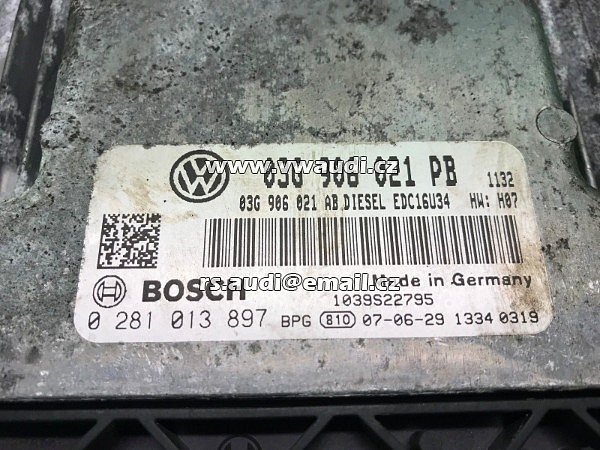 www.vwaudi.cz
03G 906 021 PB 1132
03G 906 021 AB DIESEL EDC16U34 HW: H07
rs-audi@email.cz
BOSCH Made in Germany
1039S22795
0 281 013 897 BPG 810 07-06-29 1334 0319